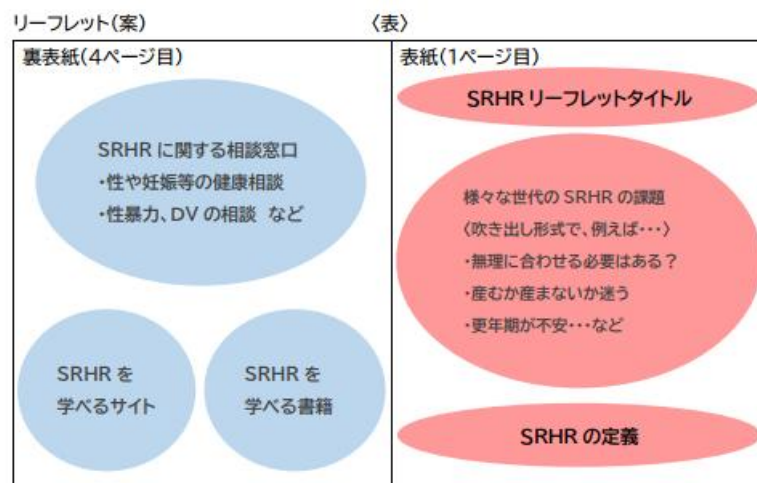 リーフレット(案)
〈表〉
裏表紙(4ページ目)
SRHR に関する相談窓口
・性や妊娠等の健康相談
・性暴力、DV の相談 など
SRHR を
学べるサイト
SRHR を
学べる書籍
表紙(1ページ目)
SRHR リーフレットタイトル
様々な世代の SRHR の課題
〈吹き出し形式で、例えば・・・〉
・無理に合わせる必要はある？
・産むか産まないか迷う
・更年期が不安・・・など
SRHR の定義